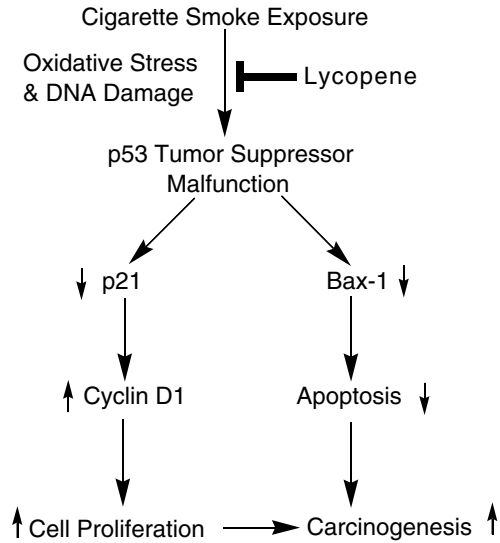 Cigarette Smoke Exposure
Oxidative Stress
& DNA Damage
Lycopene
p53 Tumor Suppressor
Malfunction
p21
Bax-1
Cyclin D1
Apoptosis
Cell Proliferation
Carcinogenesis